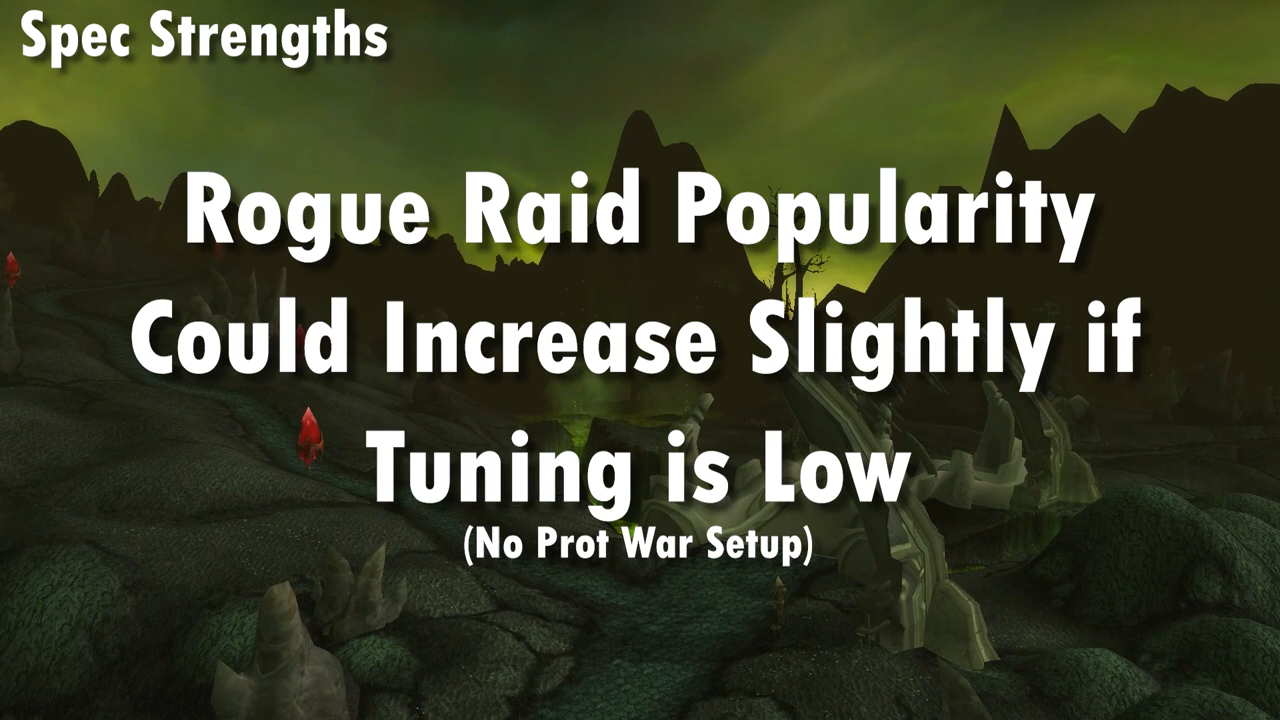 Spec Strengths
Rogue Raid Popularity
Could Increase Slightly if
Tuning is Low
(No Prot War Setup)